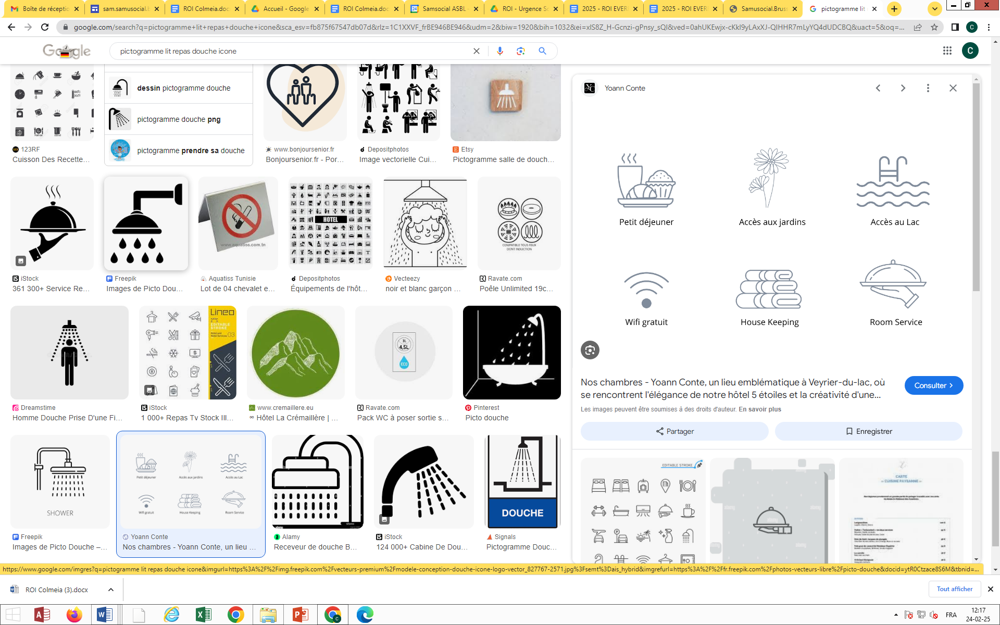 Boîte de réceptio
sam.samusocial.b
ROI Colmeia.doc
Accueil - Google
ROI Colmeia.doc
Samsocial ASBL -
ROI - Urgence So
2025 - ROI EVER
2025 - ROI EVER
Samusocial.Bruss
pictogramme lit
google.com/search?q=pictogramme+lit+repas+douche+icone&sca_esv=fb875f67547db07d&rlz=1C1XXVF_frBE946BE946&udm=2&biw=1920&bih=1032&ei=xlS8Z_H-Gcnzi-gPnsy_sQI&ved=0ahUKEwjx-cKkl9yLAxXJ-QIHHR7mLyYQ4dUDCBQ&uact=5&oq=...
Google
pictogramme lit repas douche icone
dessin pictogramme douche
pictogramme douche png
pictogramme prendre sa douche
123RF
Cuisson Des Recette...
www.bonjoursenior.fr
Bonjoursenior.fr - Por...
Depositphotos
Image vectorielle Cui...
Etsy
Pictogramme salle de douch...
www.aquatiss.com.tn
HOTEL
COMPATIBLE TOUS FEUX
DONT INDUCTION
iStock
361 300+ Service Re...
Freepik
Images de Picto Dou...
Aquatiss Tunisie
Lot de 04 chevalet e...
Depositphotos
Équipements de l'hôt...
Vecteezy
noir et blanc garçon ...
Ravate.com
Poêle Unlimited 19c...
Lineo
EDITABLE
STROKE
03
3L
4,5L
ECO
Dreamstime
Homme Douche Prise D'une Fi...
iStock
1 000+ Repas Tv Stock Ill...
www.cremaillere.eu
∞ Hôtel La Crémaillère | ...
Ravate.com
Pack WC à poser sortie s...
Pinterest
Picto douche
SHOWER
Petit déjeuner
Accès aux jardins
Accès au Lac
Wifi gratuit
House Keeping
Room Service
DOUCHE
Freepik
Images de Picto Douche –...
Yoann Conte
Nos chambres - Yoann Conte, un lieu ...
Alamy
Receveur de douche B...
iStock
124 000+ Cabine De Dou...
Signals
Pictogramme Douc...
Yoann Conte
Petit déjeuner
Accès aux jardins
Accès au Lac
Wifi gratuit
House Keeping
Room Service
Nos chambres - Yoann Conte, un lieu emblématique à Veyrier-du-lac, où
se rencontrent l'élégance de notre hôtel 5 étoiles et la créativité d'une...
Consulter
Les images peuvent être soumises à des droits d'auteur. En savoir plus
Partager
Enregistrer
EDITABLE STROKE
CARTE
CUISINE PAYSANNE
https://www.google.com/imgres?q=pictogramme lit repas douche icone&imgurl=https%3A%2F%2Fimg.freepik.com%2Fvecteurs-premium%2Fmodele-conception-douche-icone-logo-vector_827767-2571.jpg%3Fsemt%3Dais_hybrid&imgrefurl=https%3A%2F%2Ffr.freepik.com%2Fphotos-vecteurs-libre%2Fpicto-douche&docid=ytR0Ctzace8S6M&tbnid=...
ROI Colmeia (3).docx
Tout afficher
FRA
12:17
24-02-25